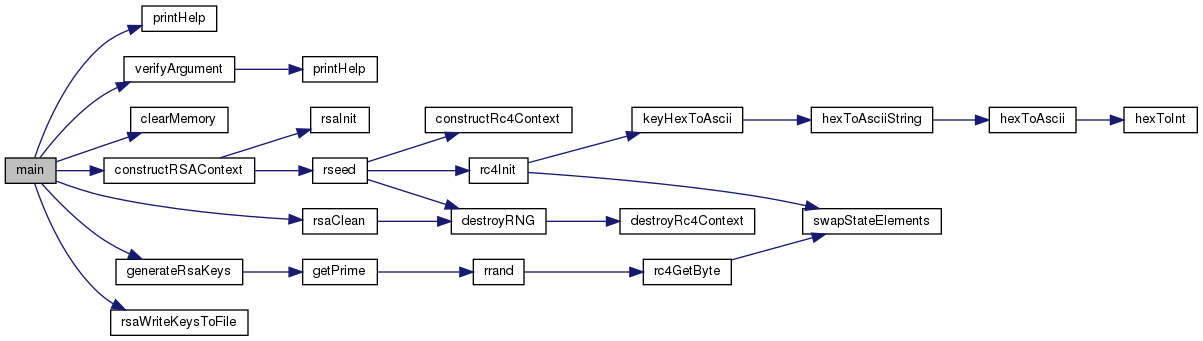 printHelp
verifyArgument
printHelp
clearMemory
rsaInit
constructRc4Context
keyHexToAscii
hexToAsciiString
hexToAscii
hexToInt
main
constructRSAContext
rseed
rc4Init
rsaClean
destroyRNG
destroyRc4Context
swapStateElements
generateRsaKeys
getPrime
rrand
rc4GetByte
rsaWriteKeysToFile